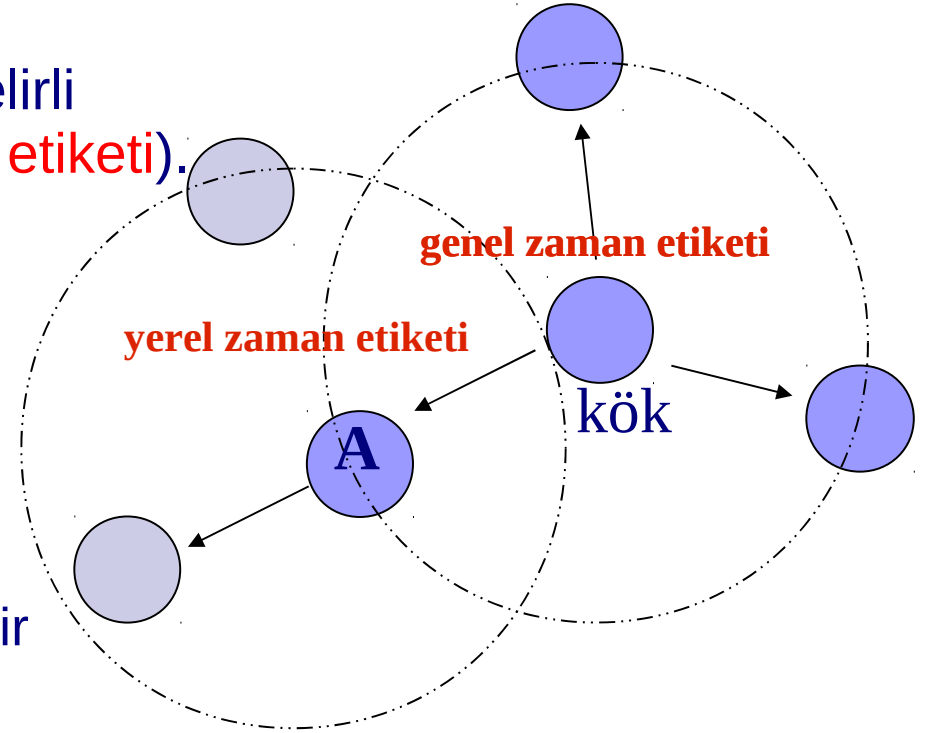 elirli
etiketi).
genel zaman etiketi
yerel zaman etiketi
kök
A
ir